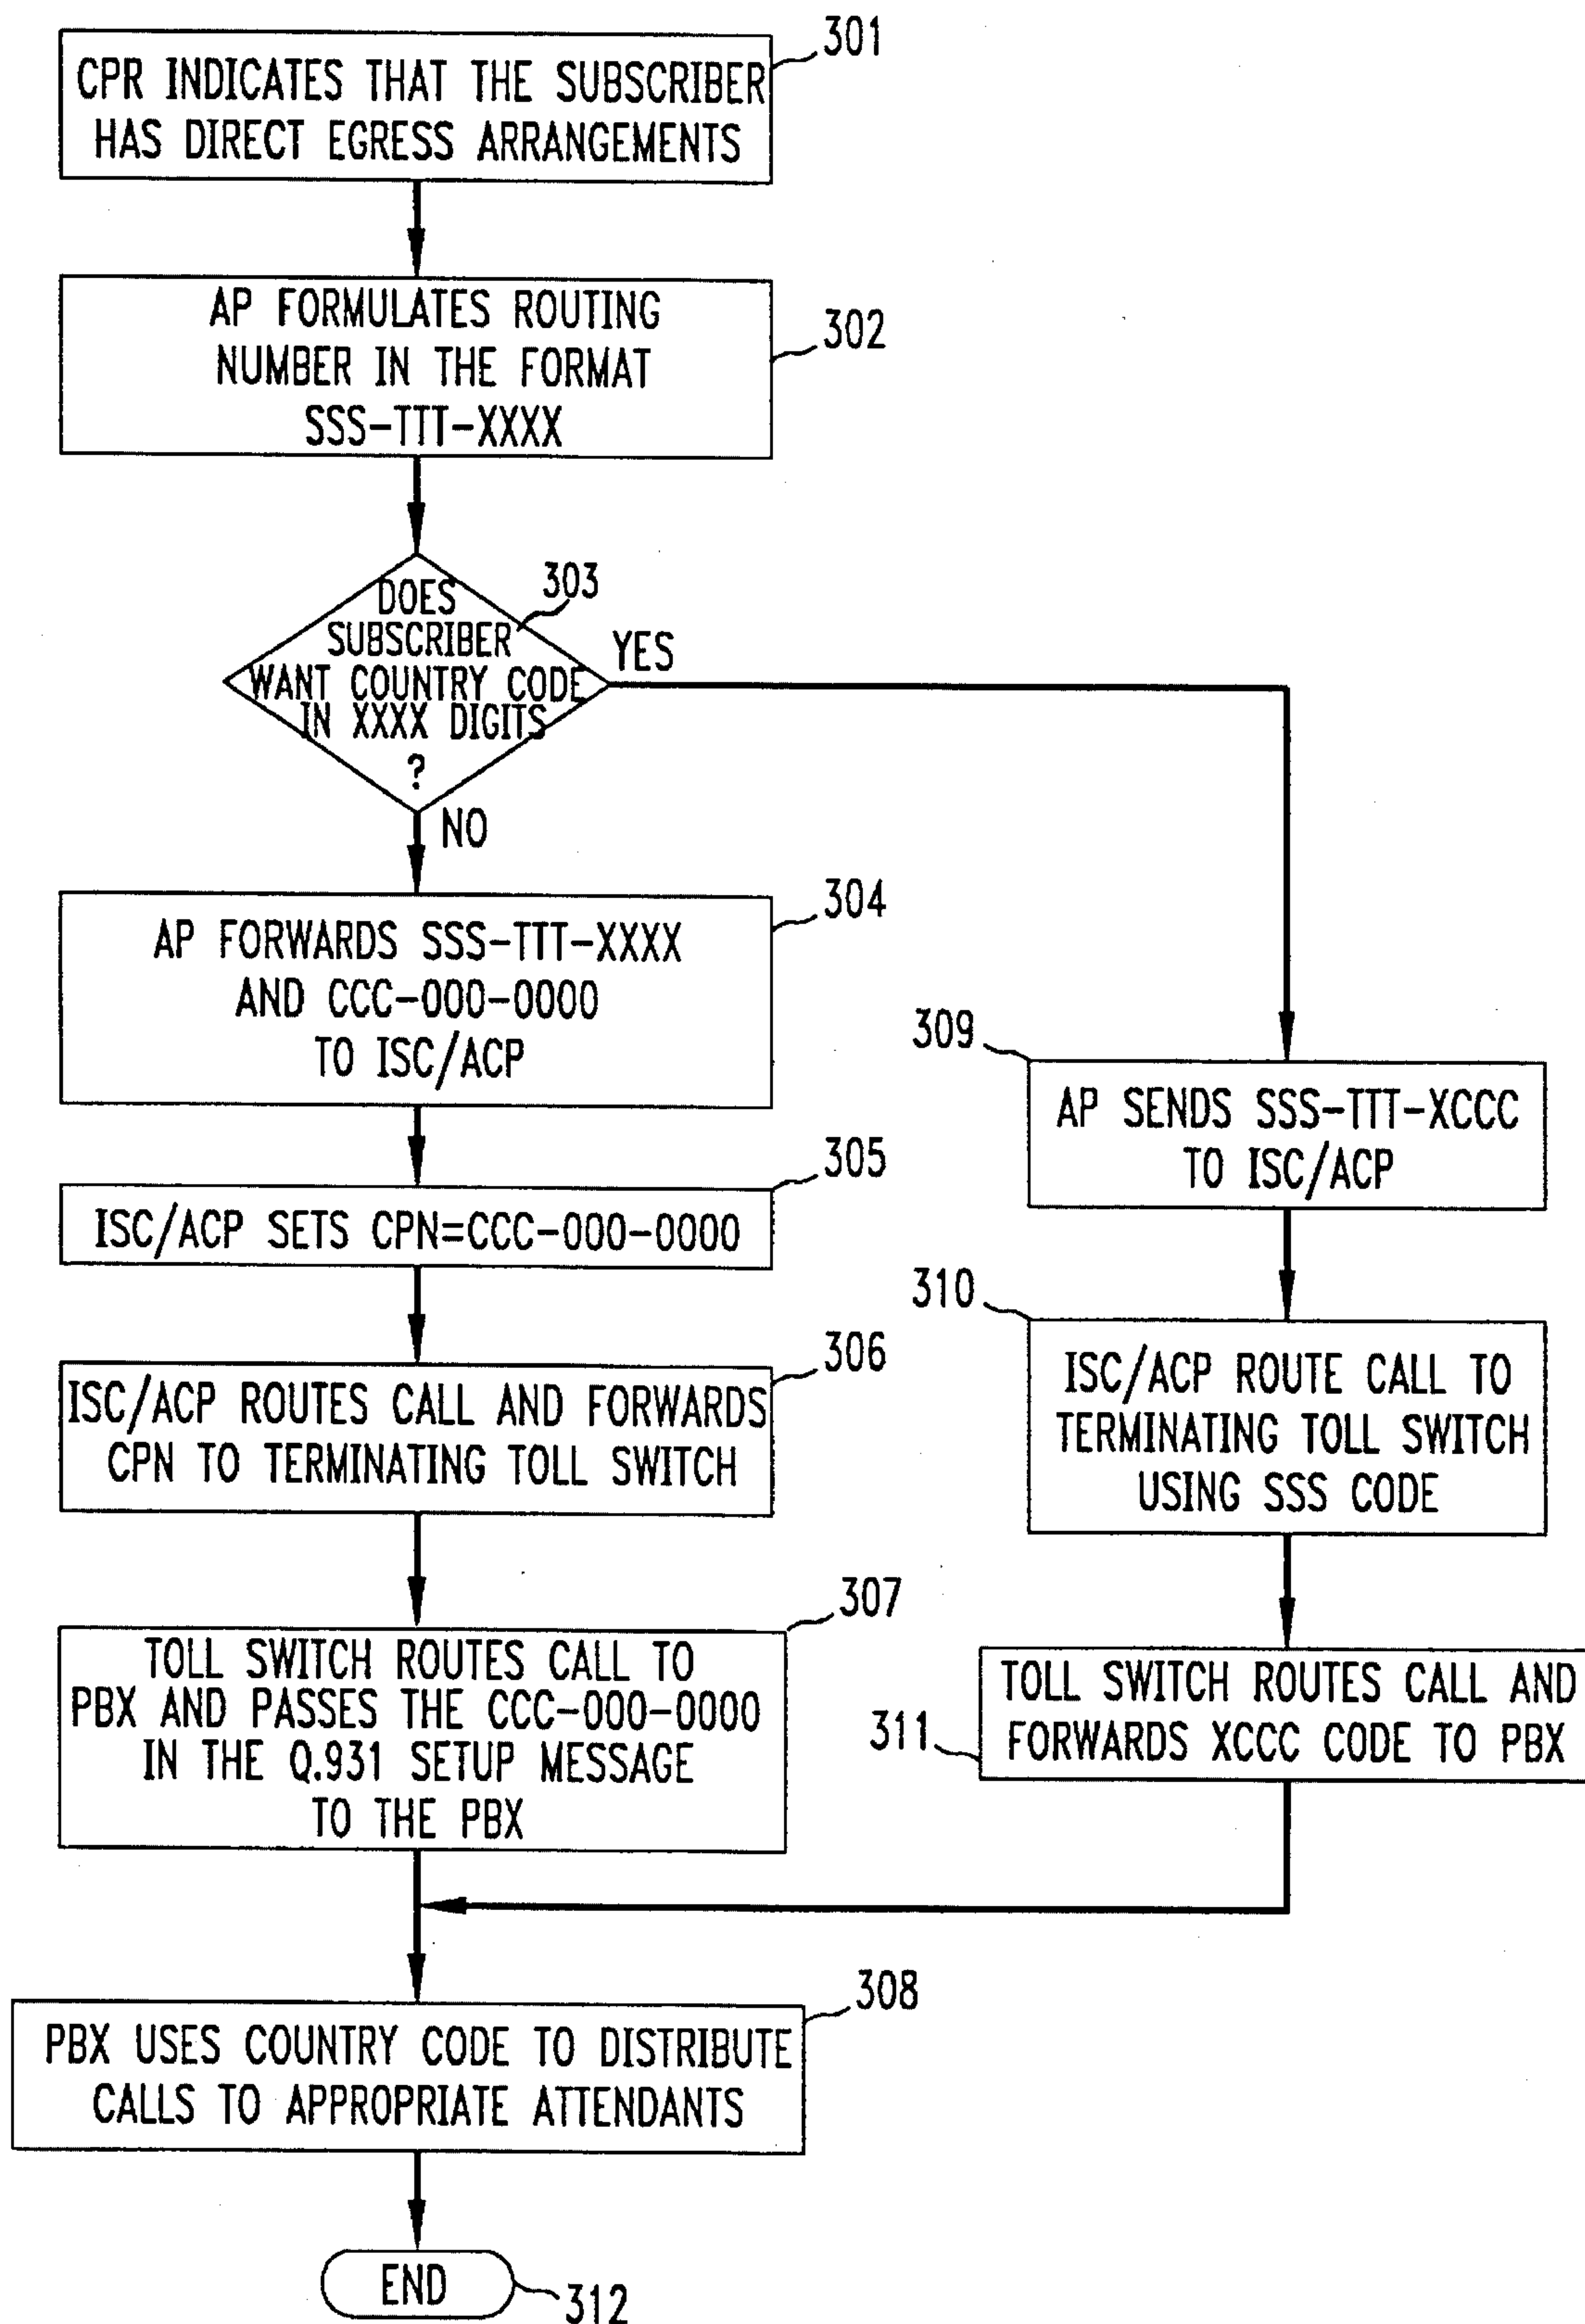 301
CPR INDICATES THAT THE SUBSCRIBER
HAS DIRECT EGRESS ARRANGEMENTS
302
AP FORMULATES ROUTING
NUMBER IN THE FORMAT
SSS-TTT-XXXX
303
DOES
SUBSCRIBER
WANT COUNTRY CODE
IN XXXX DIGITS
?
YES
NO
304
AP FORWARDS SSS-TTT-XXXX
AND CCC-000-0000
TO ISC/ACP
305
ISC/ACP SETS CPN=CCC-000-0000
306
ISC/ACP ROUTES CALL AND FORWARDS
CPN TO TERMINATING TOLL SWITCH
307
TOLL SWITCH ROUTES CALL TO
PBX AND PASSES THE CCC-000-0000
IN THE Q.931 SETUP MESSAGE
TO THE PBX
309
AP SENDS SSS-TTT-XCCC
TO ISC/ACP
310
ISC/ACP ROUTE CALL TO
TERMINATING TOLL SWITCH
USING SSS CODE
311
TOLL SWITCH ROUTES CALL AND
FORWARDS XCCC CODE TO PBX
308
PBX USES COUNTRY CODE TO DISTRIBUTE
CALLS TO APPROPRIATE ATTENDANTS
END
312